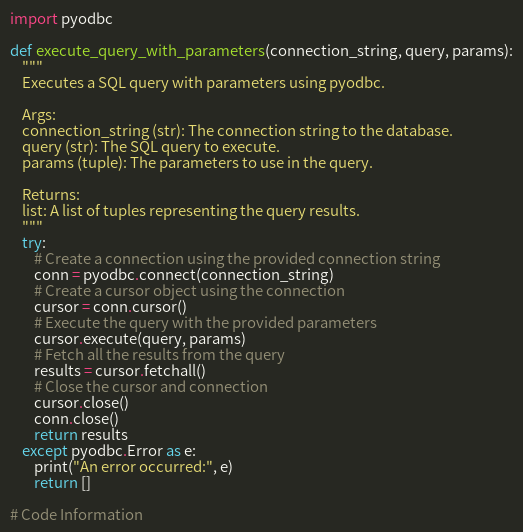 import pyodbc
def execute_query_with_parameters(connection_string, query, params):
"""
Executes a SQL query with parameters using pyodbc.
Args:
connection_string (str): The connection string to the database.
query (str): The SQL query to execute.
params (tuple): The parameters to use in the query.
Returns:
list: A list of tuples representing the query results.
"""
try:
# Create a connection using the provided connection string
conn = pyodbc.connect(connection_string)
# Create a cursor object using the connection
cursor = conn.cursor()
# Execute the query with the provided parameters
cursor.execute(query, params)
# Fetch all the results from the query
results = cursor.fetchall()
# Close the cursor and connection
cursor.close()
conn.close()
return results
except pyodbc.Error as e:
print("An error occurred:", e)
return []
# Code Information